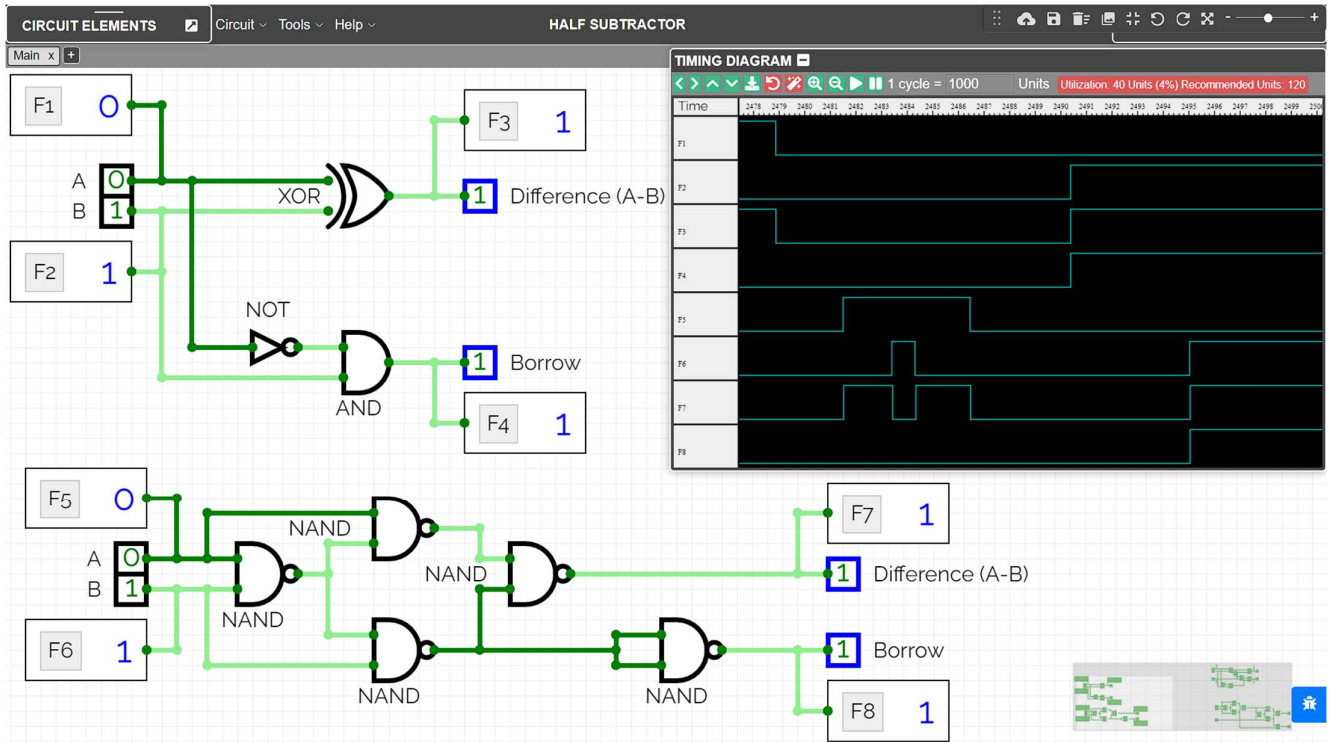 CIRCUIT ELEMENTS
Circuit Tools Help
HALF SUBTRACTOR
Main x +
TIMING DIAGRAM
1 cycle = 1000 Units Utilization: 40 Units (4%) Recommended Units: 120
Time 2478 2479 2480 2481 2482 2483 2484 2485 2486 2487 2488 2489 2490 2491 2492 2493 2494 2495 2496 2497 2498 2499 250
F1
F2
F3
F4
F5
F6
F7
F8
F1 0
F3 1
A 0
B 1
XOR
1 Difference (A-B)
F2 1
NOT
1 Borrow
AND
F4 1
F5 0
F7 1
NAND
A 0
B 1
NAND
1 Difference (A-B)
NAND
F6 1
1 Borrow
NAND
NAND
F8 1